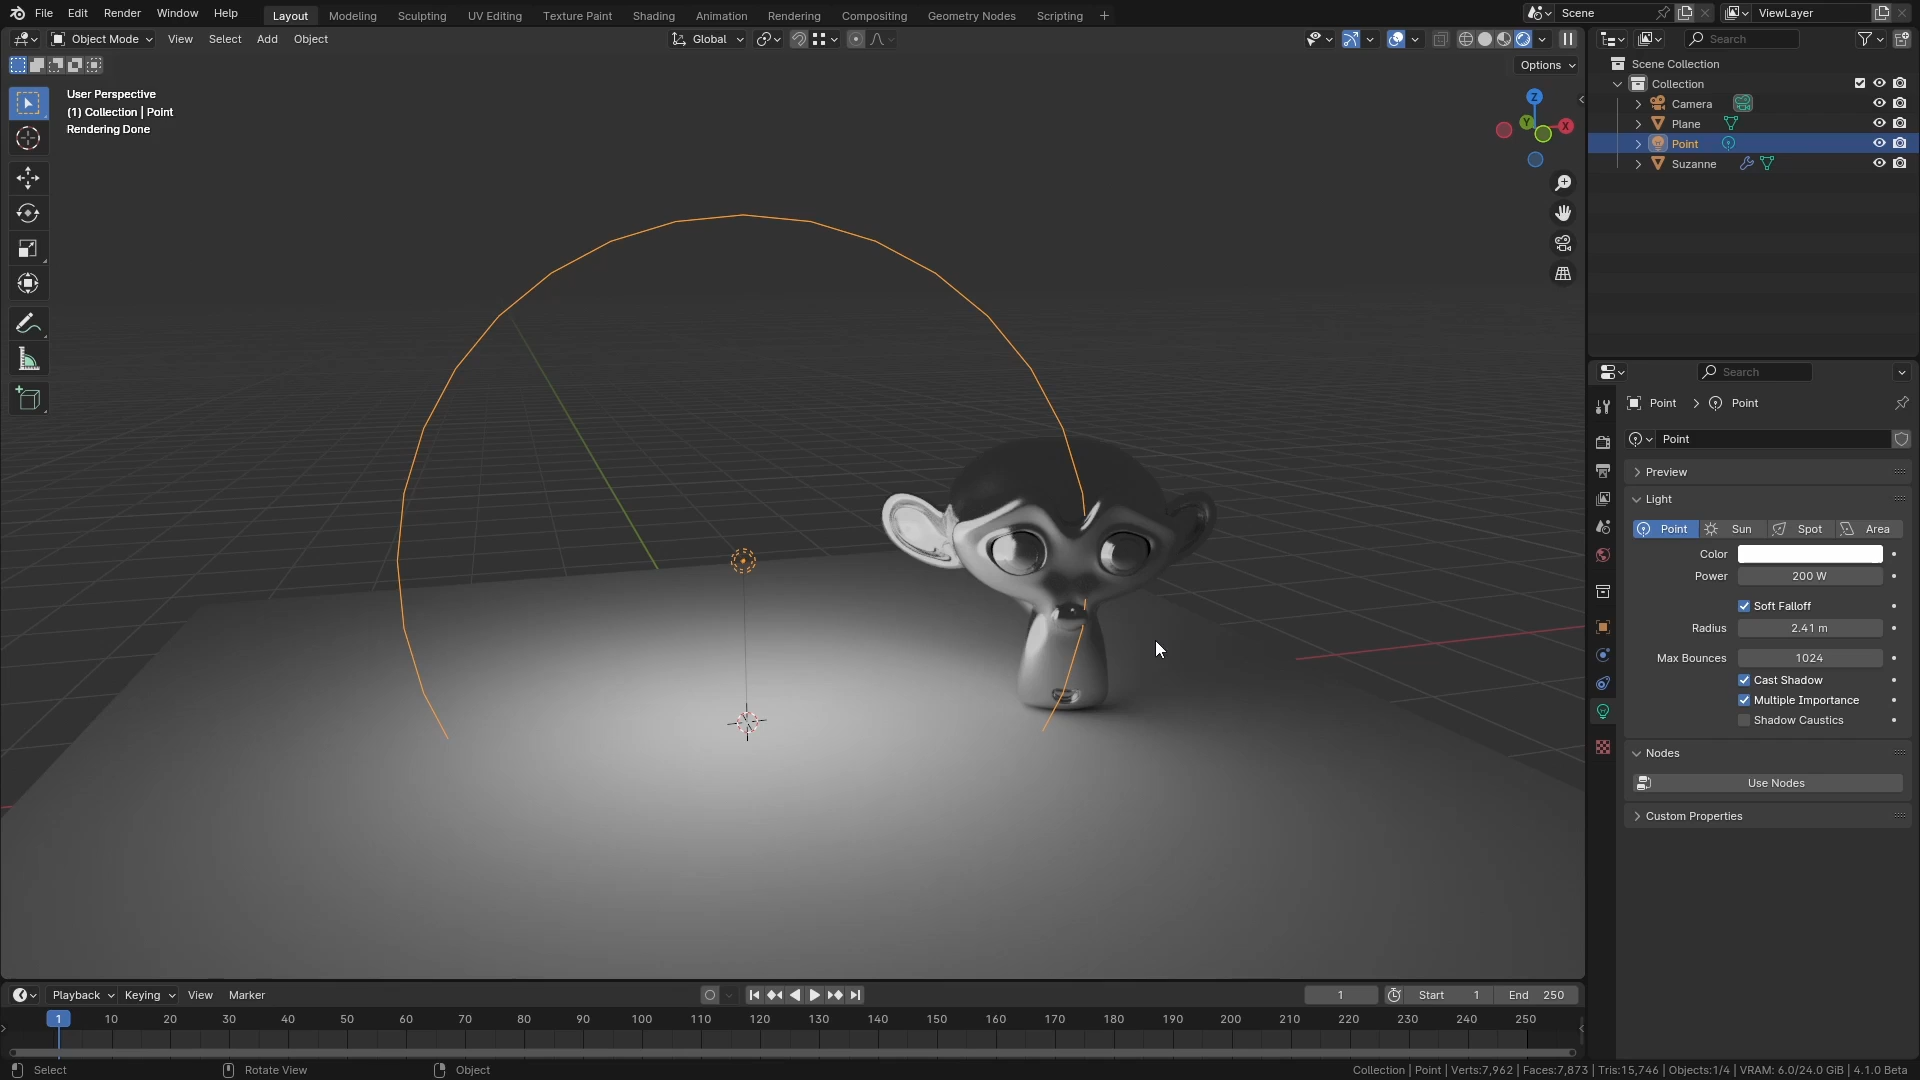 File Edit Render Window Help
Layout Modeling Sculpting UV Editing Texture Paint Shading Animation Rendering Compositing Geometry Nodes Scripting +
Scene
ViewLayer
Object Mode View Select Add Object
Global
Options
User Perspective
(1) Collection | Point
Rendering Done
Z
Y
X
Search
Scene Collection
Collection
Camera
Plane
Point
Suzanne
Search
Point > Point
Point
Preview
Light
Point Sun Spot Area
Color
Power 200 W
Soft Falloff
Radius 2.41 m
Max Bounces 1024
Cast Shadow
Multiple Importance
Shadow Caustics
Nodes
Use Nodes
Custom Properties
Playback Keying View Marker
1
Start 1 End 250
1 10 20 30 40 50 60 70 80 90 100 110 120 130 140 150 160 170 180 190 200 210 220 230 240 250
Select Rotate View Object
Collection | Point | Verts:7,962 | Faces:7,873 | Tris:15,746 | Objects:1/4 | VRAM: 6.0/24.0 GiB | 4.1.0 Beta